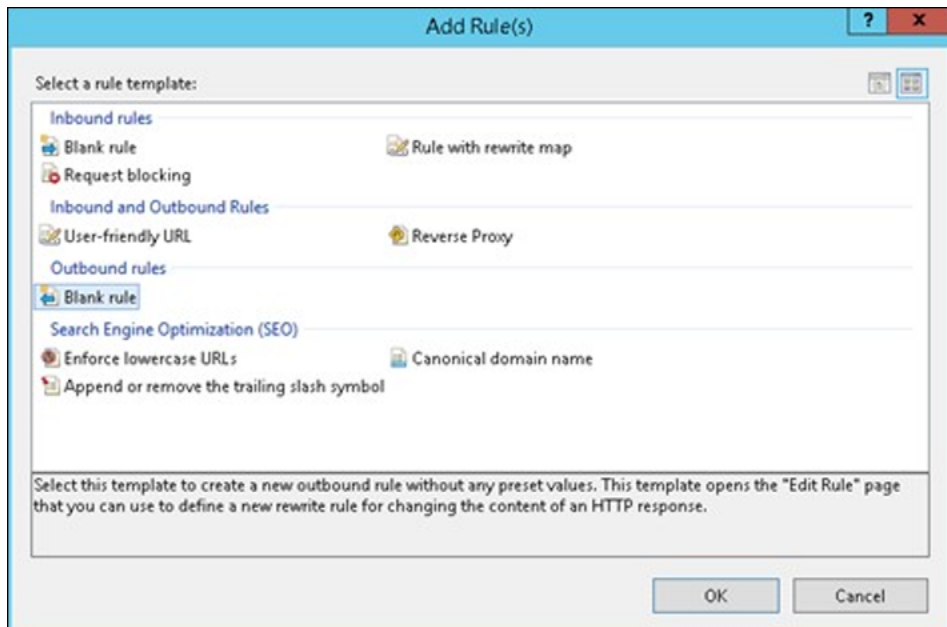 Add Rule(s)
?
x
Select a rule template:
Inbound rules
Blank rule
Rule with rewrite map
Request blocking
Inbound and Outbound Rules
User-friendly URL
Reverse Proxy
Outbound rules
Blank rule
Search Engine Optimization (SEO)
Enforce lowercase URLs
Canonical domain name
Append or remove the trailing slash symbol
Select this template to create a new outbound rule without any preset values. This template opens the "Edit Rule" page
that you can use to define a new rewrite rule for changing the content of an HTTP response.
OK
Cancel